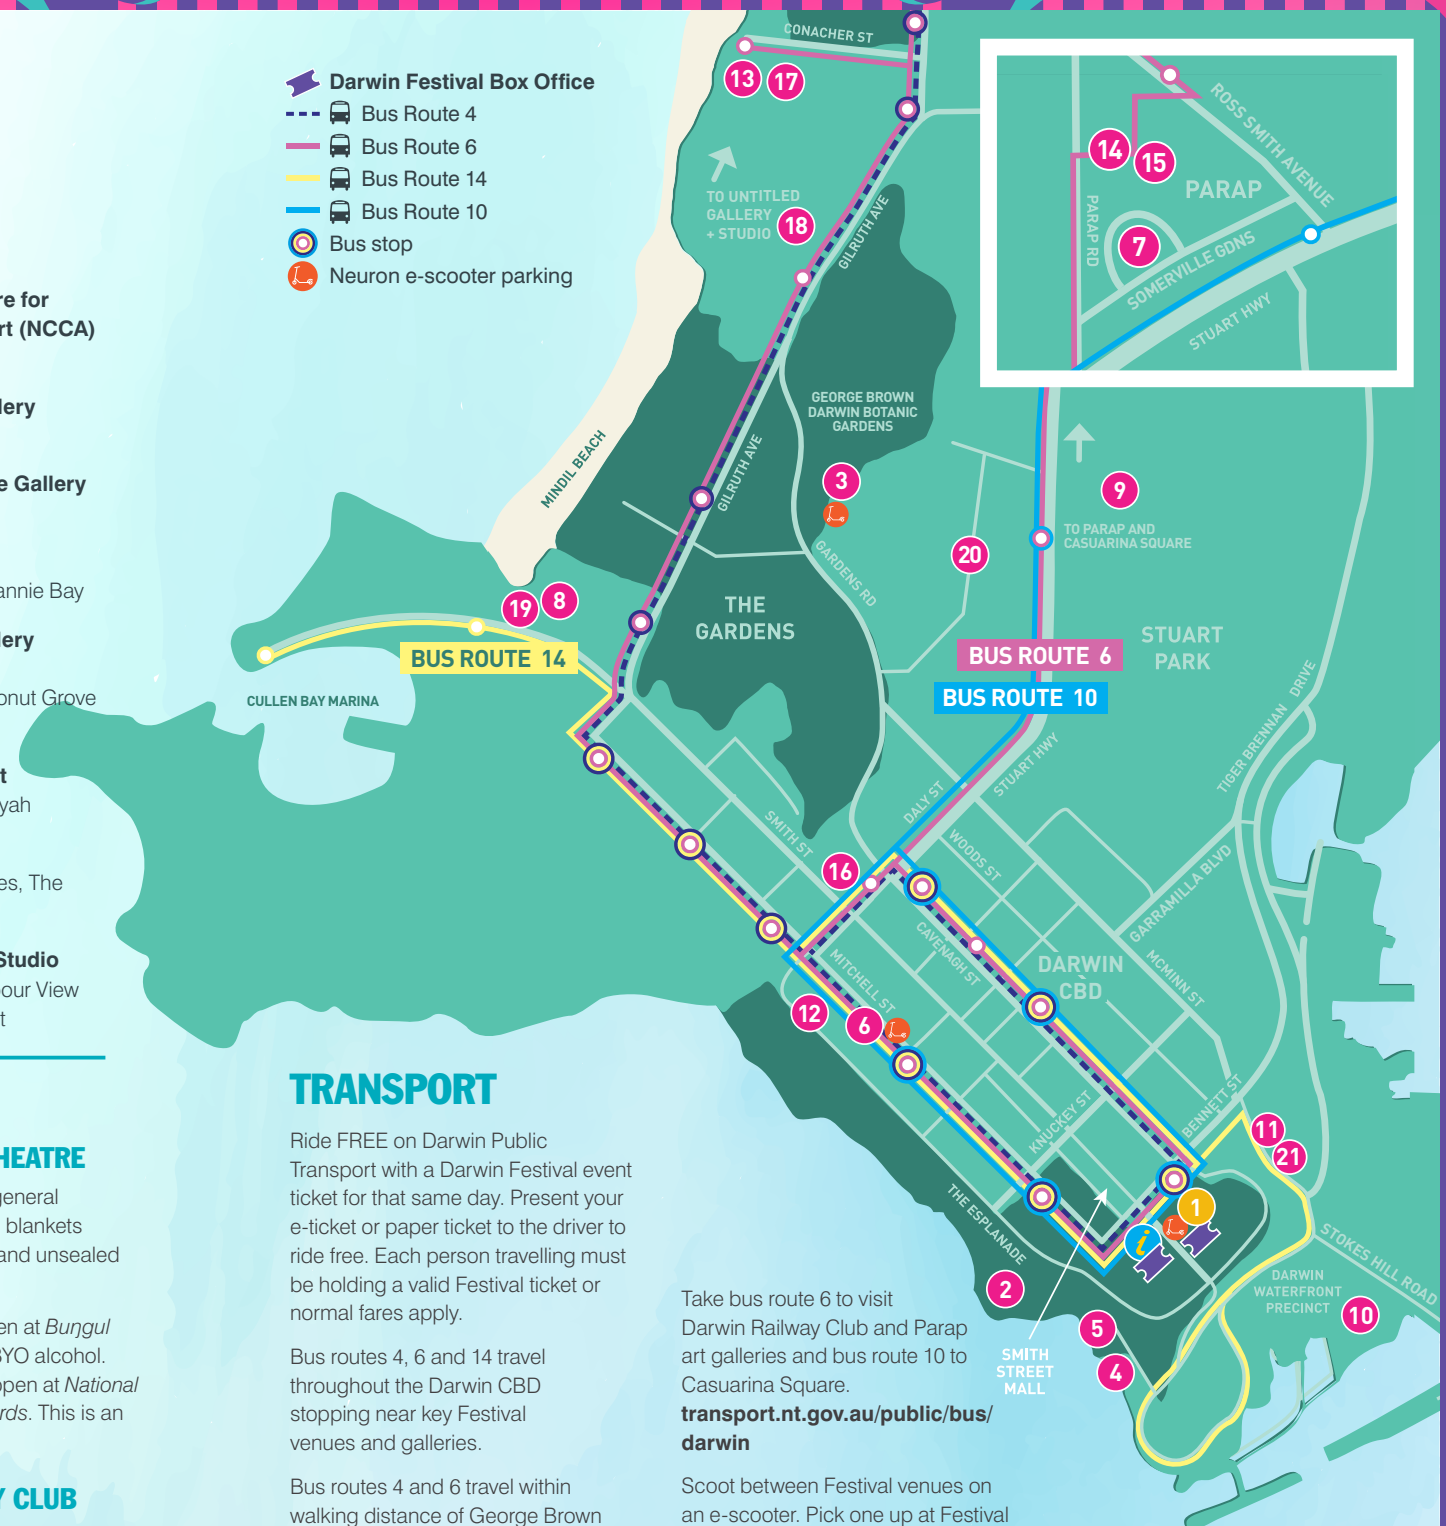 re for
rt (NCCA)
lery
e Gallery
annie Bay
lery
onut Grove
t
yah
es, The
Studio
our View
t
HEATRE
general
blankets
and unsealed
en at Buŋgul
BYO alcohol.
open at National
rds. This is an
Y CLUB
Darwin Festival Box Office
Bus Route 4
Bus Route 6
Bus Route 14
Bus Route 10
Bus stop
Neuron e-scooter parking
CONACHER ST
13
17
TO UNTITLED
GALLERY
+ STUDIO
18
GILRUTH AVE
ROSS SMITH AVENUE
14
15
PARAP
PARAP RD
7
SOMERVILLE GDNS
STUART HWY
GEORGE BROWN
DARWIN BOTANIC
GARDENS
MINDIL BEACH
GILRUTH AVE
3
9
TO PARAP AND
CASUARINA SQUARE
20
GARDENS RD
19
8
THE
GARDENS
BUS ROUTE 14
BUS ROUTE 6
STUART
PARK
CULLEN BAY MARINA
BUS ROUTE 10
TIGER BRENNAN DRIVE
STUART HWY
DALY ST
SMITH ST
WOODS ST
GARRAMILLA BLVD
16
CAVENAGH ST
MITCHELL ST
DARWIN
CBD
MCMINN ST
12
6
KNUCKEY ST
BENNETT ST
11
21
THE ESPLANADE
1
i
STOKES HILL ROAD
DARWIN
WATERFRONT
PRECINCT
10
2
5
4
SMITH
STREET
MALL
TRANSPORT
Ride FREE on Darwin Public
Transport with a Darwin Festival event
ticket for that same day. Present your
e-ticket or paper ticket to the driver to
ride free. Each person travelling must
be holding a valid Festival ticket or
normal fares apply.
Bus routes 4, 6 and 14 travel
throughout the Darwin CBD
stopping near key Festival
venues and galleries.
Bus routes 4 and 6 travel within
walking distance of George Brown
Take bus route 6 to visit
Darwin Railway Club and Parap
art galleries and bus route 10 to
Casuarina Square.
transport.nt.gov.au/public/bus/
darwin
Scoot between Festival venues on
an e-scooter. Pick one up at Festival